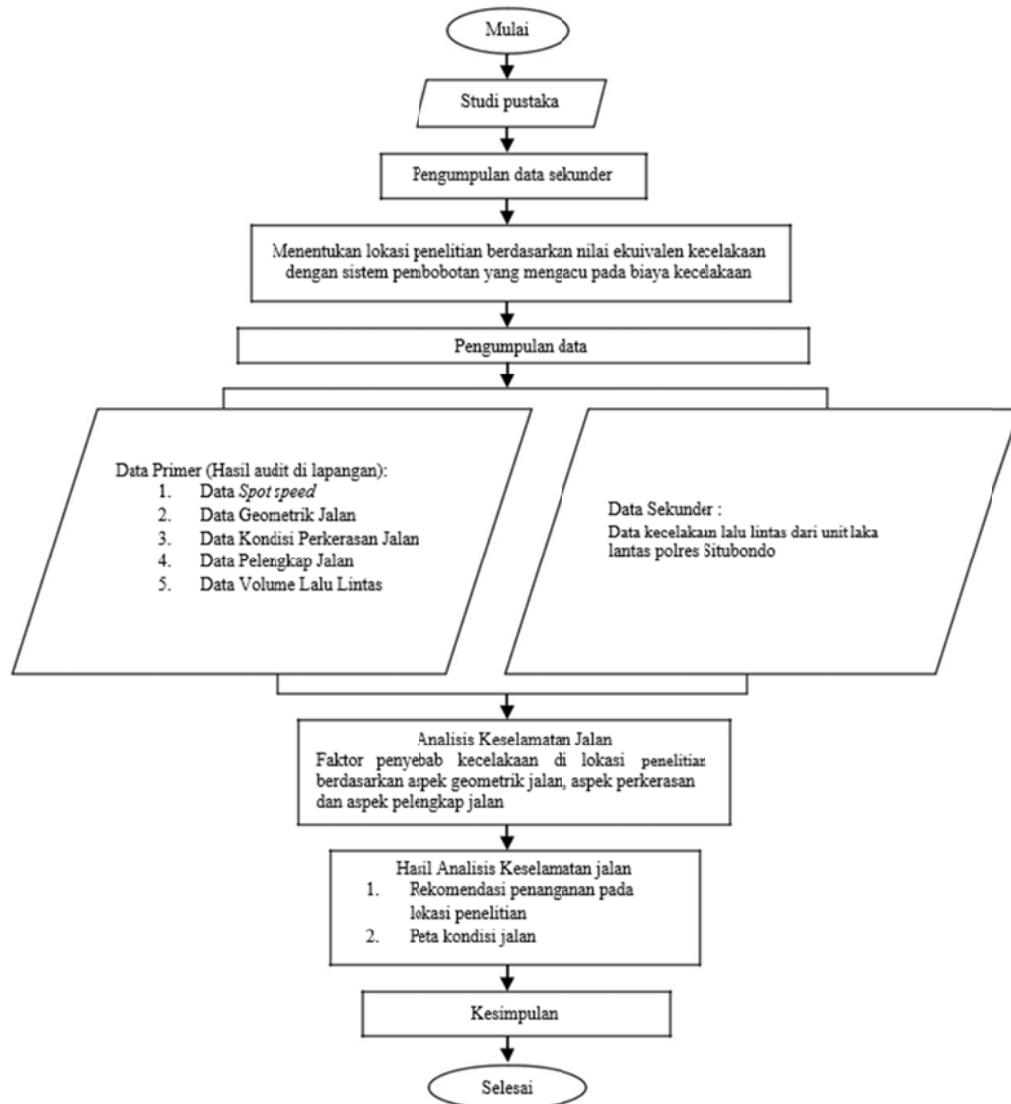 Mulai
Studi pustaka
Pengumpulan data sekunder
Menentukan lokasi penelitian berdasarkan nilai ekuivalen kecelakaan
dengan sistem pembobotan yang mengacu pada biaya kecelakaan
Pengumpulan data
Data Primer (Hasil audit di lapangan):
1. Data Spot speed
2. Data Geometrik Jalan
3. Data Kondisi Perkerasan Jalan
4. Data Pelengkap Jalan
5. Data Volume Lalu Lintas
Data Sekunder :
Data kecelakaan lalu lintas dari unit laka
lantas polres Situbondo
Analisis Keselamatan Jalan
Faktor penyebab kecelakaan di lokasi penelitian
berdasarkan aspek geometrik jalan, aspek perkerasan
dan aspek pelengkap jalan
Hasil Analisis Keselamatan jalan
1. Rekomendasi penanganan pada
lokasi penelitian
2. Peta kondisi jalan
Kesimpulan
Selesai